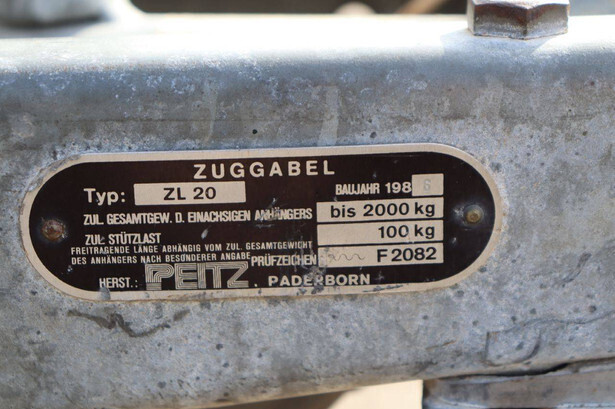 ZUGGABEL
Typ: ZL 20 BAUJAHR 198 6
ZUL. GESAMTGEW. D. EINACHSIGEN ANHÄNGERS bis 2000 kg
ZUL. STÜTZLAST 100 kg
FREITRAGENDE LÄNGE ABHÄNGIG VOM ZUL. GESAMTGEWICHT
DES ANHÄNGERS NACH BESONDERER ANGABE PRÜFZEICHEN F 2082
HERST.: PEITZ, PADERBORN